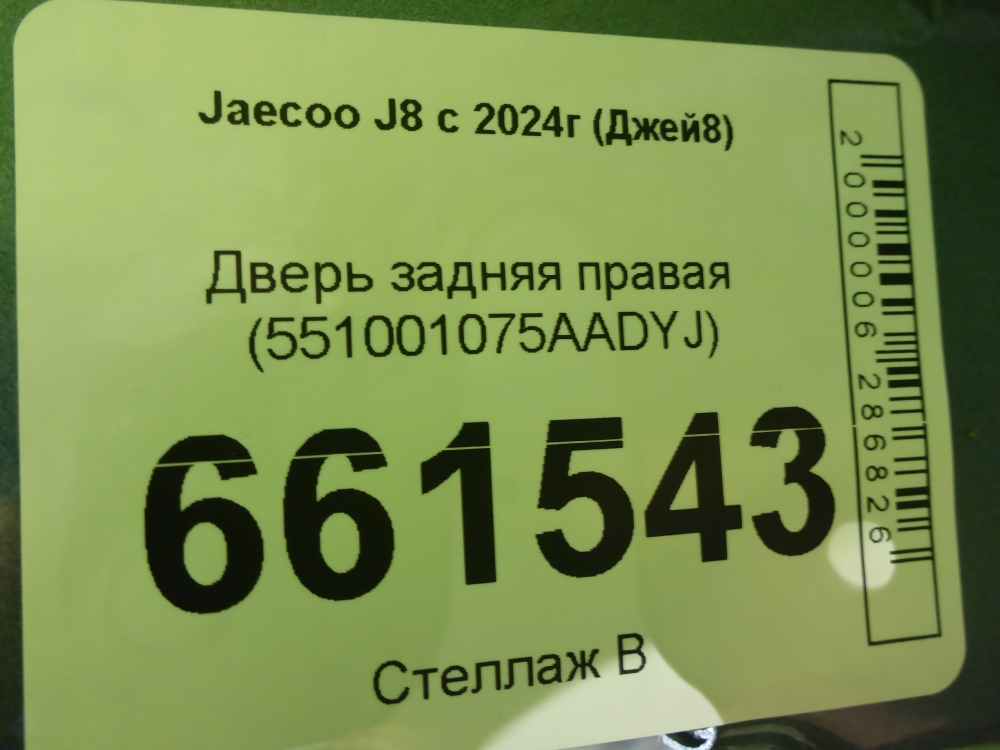 Jaecoo J8 с 2024г (Джей8)
Дверь задняя правая
(551001075AADYJ)
661543
Стеллаж В
2000006286826